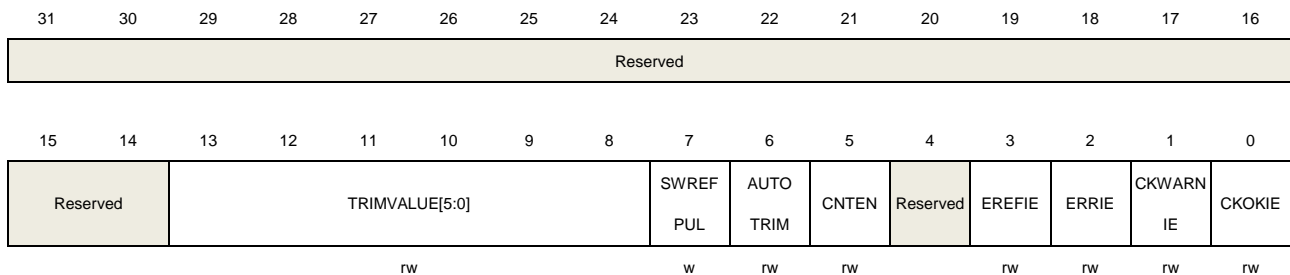 31 30 29 28 27 26 25 24 23 22 21 20 19 18 17 16
Reserved
15 14 13 12 11 10 9 8 7 6 5 4 3 2 1 0
Reserved TRIMVALUE[5:0] SWREF PUL AUTO TRIM CNTEN Reserved EREFIE ERRIE CKWARN IE CKOKIE
rw w rw rw rw rw rw rw